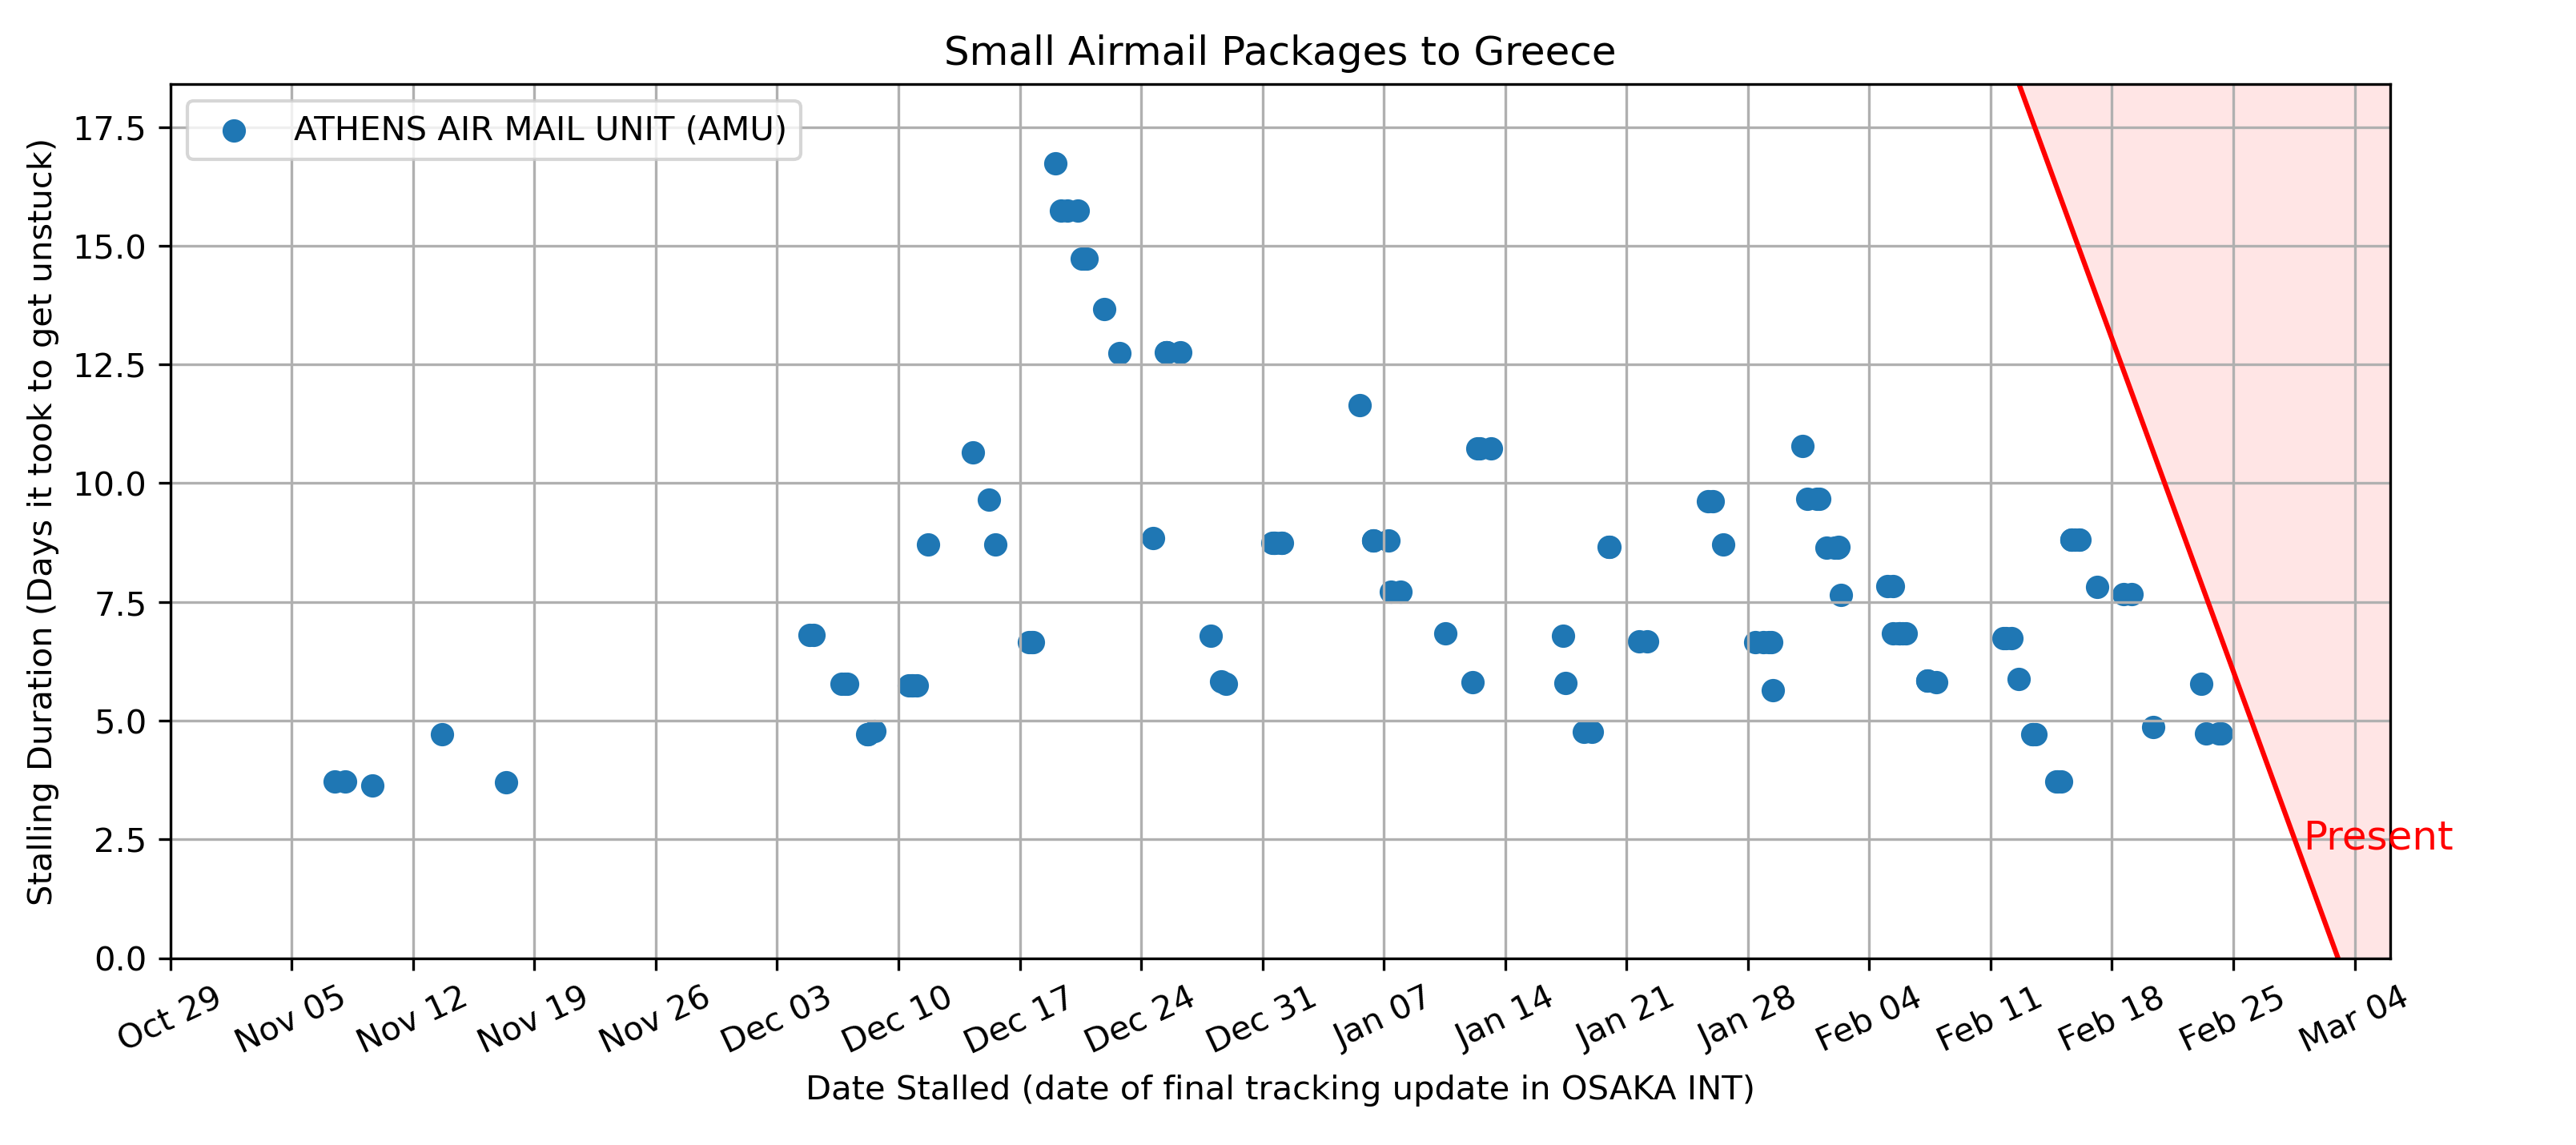 Small Airmail Packages to Greece
ATHENS AIR MAIL UNIT (AMU)
Stalling Duration (Days it took to get unstuck)
17.5
15.0
12.5
10.0
7.5
5.0
2.5
0.0
Present
Oct 29
Nov 05
Nov 12
Nov 19
Nov 26
Dec 03
Dec 10
Dec 17
Dec 24
Dec 31
Jan 07
Jan 14
Jan 21
Jan 28
Feb 04
Feb 11
Feb 18
Feb 25
Mar 04
Date Stalled (date of final tracking update in OSAKA INT)